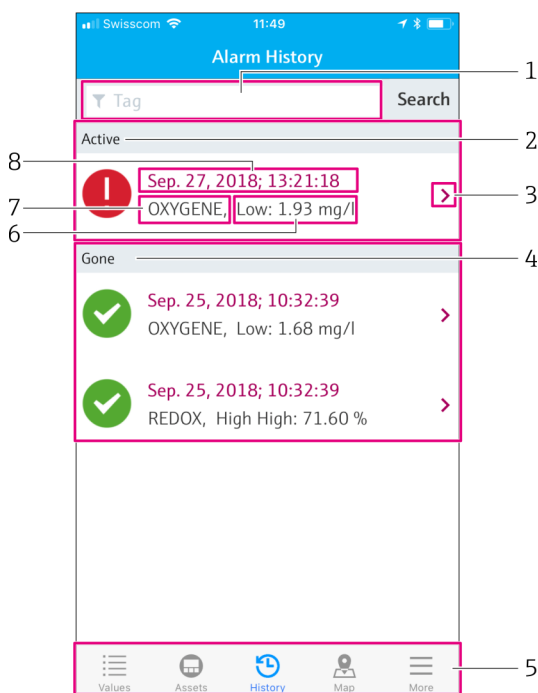 Swisscom 11:49
Alarm History
1
Tag Search
Active
2
8
Sep. 27, 2018; 13:21:18
3
7
OXYGENE, Low: 1.93 mg/l
6
Gone
4
Sep. 25, 2018; 10:32:39
OXYGENE, Low: 1.68 mg/l
Sep. 25, 2018; 10:32:39
REDOX, High High: 71.60 %
5
Values Assets History Map More